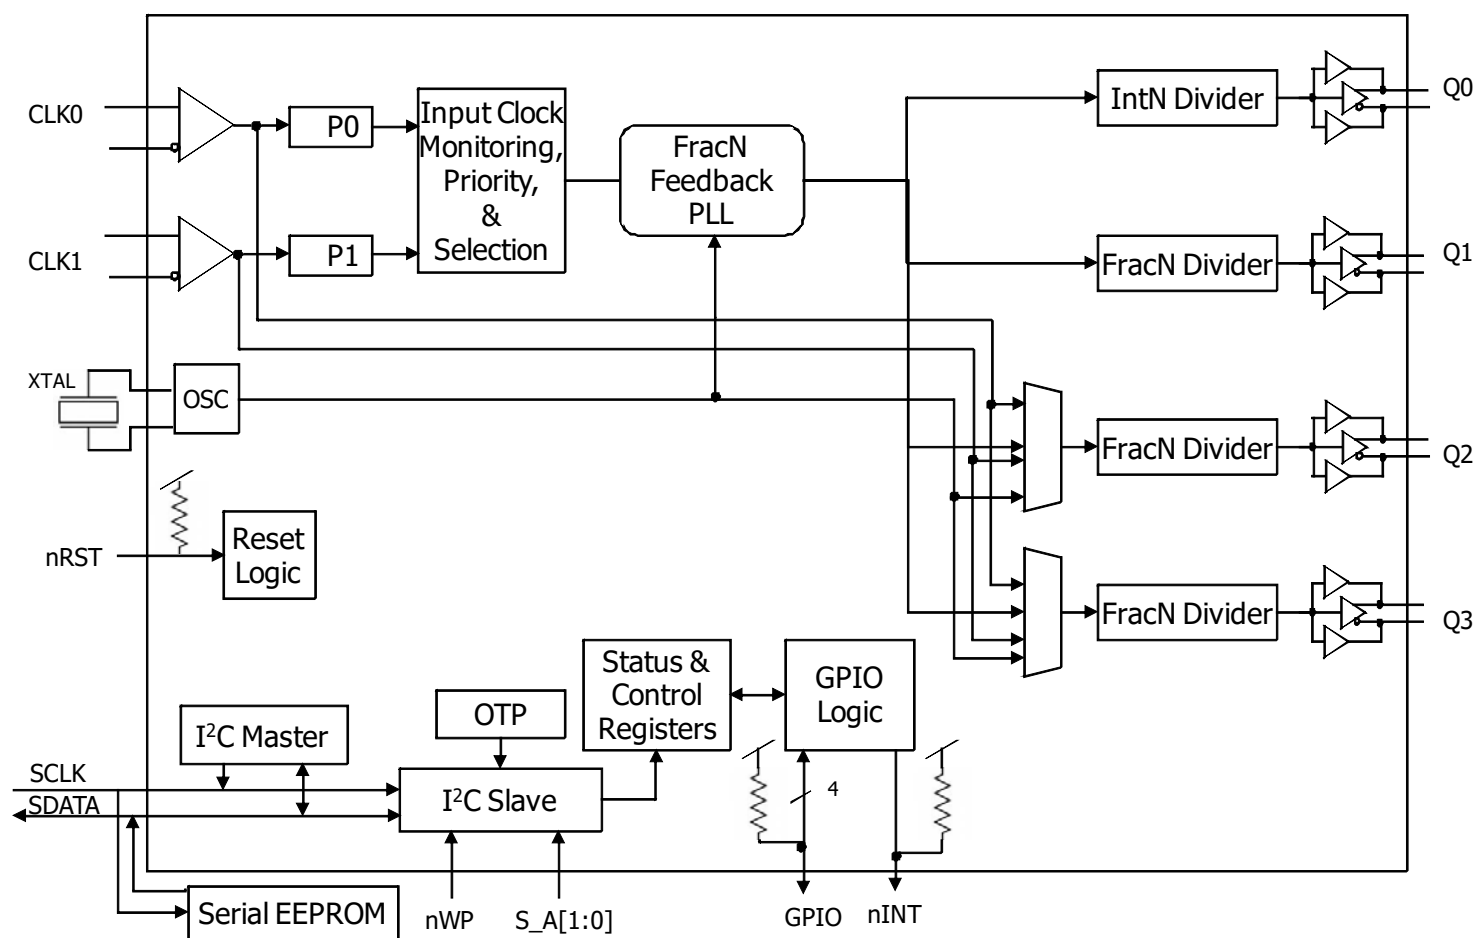 CLK0
P0
Input Clock
Monitoring,
Priority,
&
Selection
FracN
Feedback
PLL
IntN Divider
Q0
CLK1
P1
FracN Divider
Q1
XTAL
OSC
FracN Divider
Q2
nRST
Reset
Logic
FracN Divider
Q3
Status &
Control
Registers
GPIO
Logic
OTP
I²C Master
SCLK
SDATA
I²C Slave
4
Serial EEPROM
nWP
S_A[1:0]
GPIO
nINT